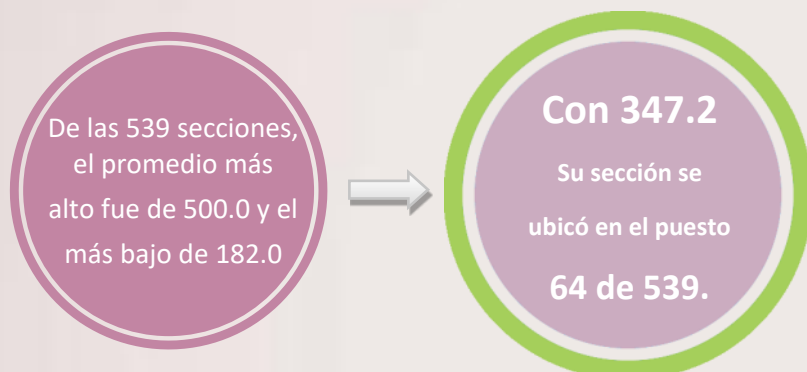 De las 539 secciones,
el promedio más
alto fue de 500.0 y el
más bajo de 182.0
Con 347.2
Su sección se
ubicó en el puesto
64 de 539.